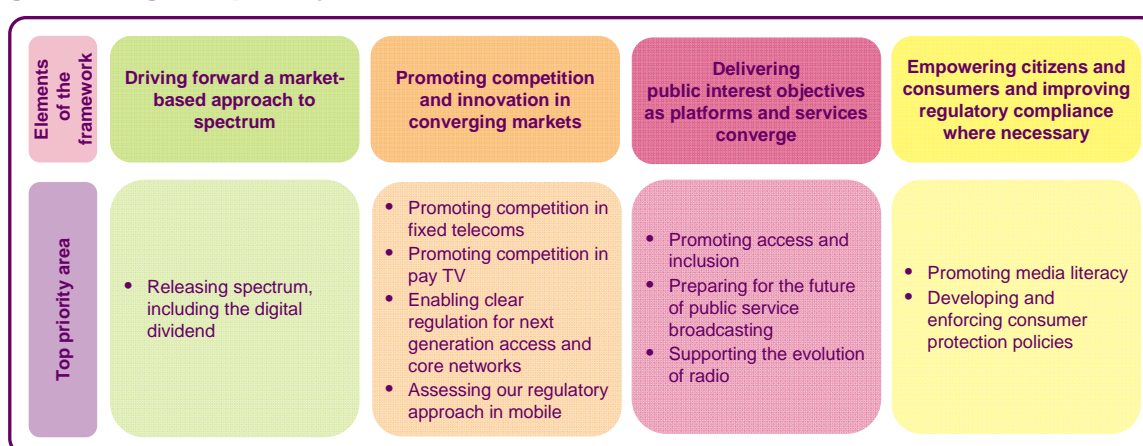 Elements
of the
framework
Driving forward a market-
based approach to
spectrum
Promoting competition
and innovation in
converging markets
Delivering
public interest objectives
as platforms and services
converge
Empowering citizens and
consumers and improving
regulatory compliance
where necessary
Top priority area
• Releasing spectrum,
including the digital
dividend
• Promoting competition in
fixed telecoms
• Promoting competition in
pay TV
• Enabling clear
regulation for next
generation access and
core networks
• Assessing our regulatory
approach in mobile
• Promoting access and
inclusion
• Preparing for the future
of public service
broadcasting
• Supporting the evolution
of radio
• Promoting media literacy
• Developing and
enforcing consumer
protection policies